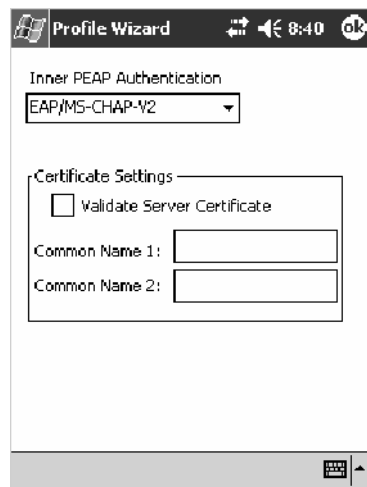 Profile Wizard 8:40 ok
Inner PEAP Authentication
EAP/MS-CHAP-V2
Certificate Settings
Validate Server Certificate
Common Name 1:
Common Name 2: